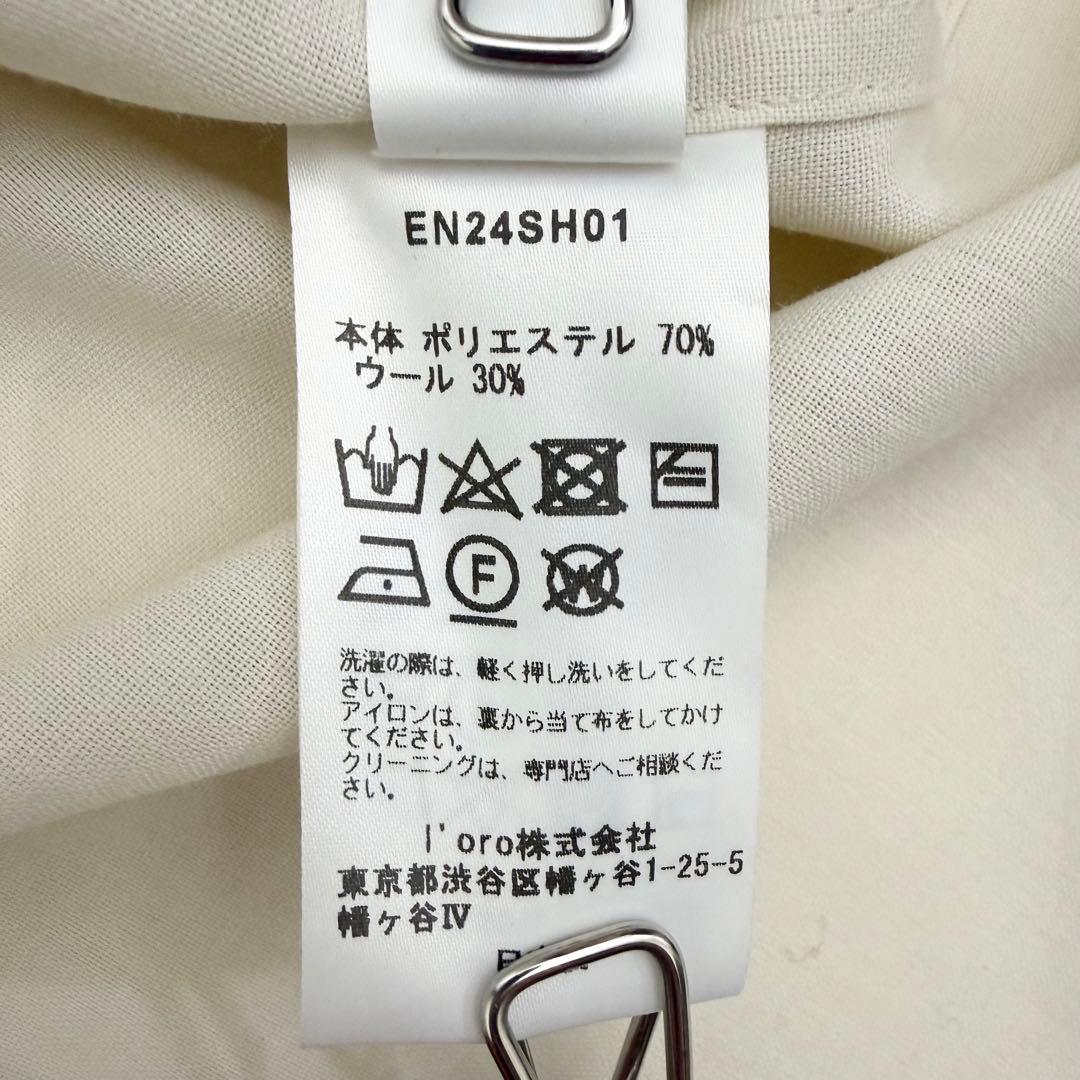 EN24SH01
本体 ポリエステル 70%
ウール 30%
F
W
洗濯の際は、軽く押し洗いをしてくだ
さい。
アイロンは、裏から当て布をしてかけ
てください。
クリーニングは、専門店へご相談くだ
さい。
l'oro株式会社
東京都渋谷区幡ヶ谷1-25-5
幡ヶ谷Ⅳ